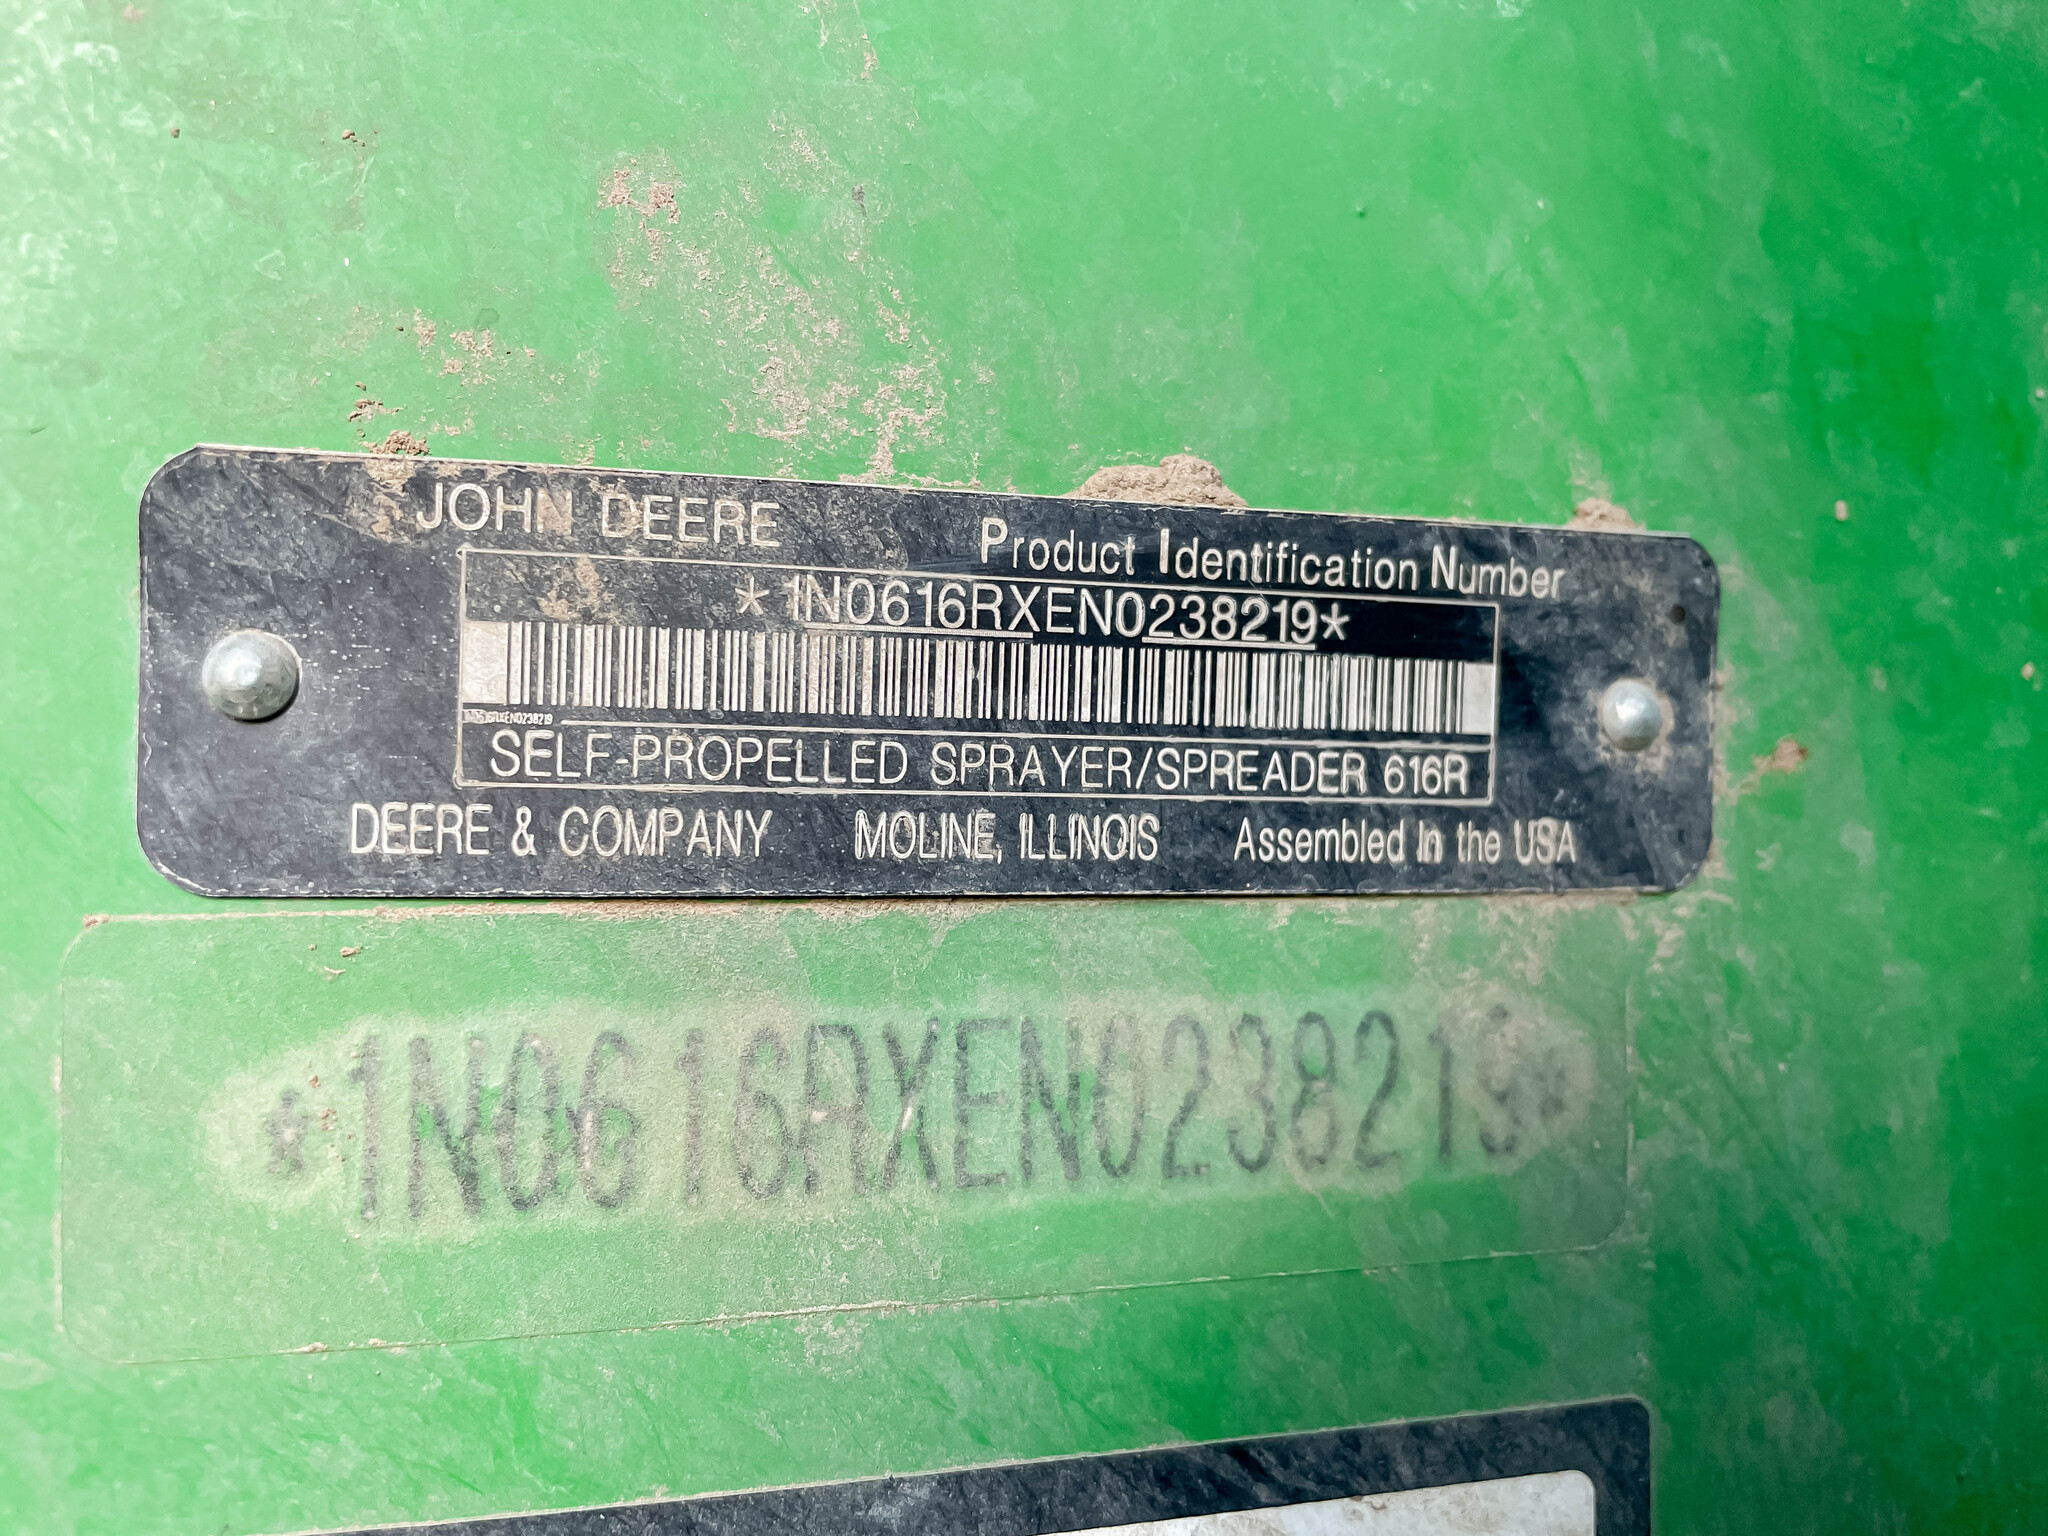 JOHN DEERE
Product Identification Number
*1N0616RXEN0238219*
1N0616RXEN0238219
SELF-PROPELLED SPRAYER/SPREADER 616R
DEERE & COMPANY MOLINE, ILLINOIS Assembled In the USA
*1N0616RXEN0238219*